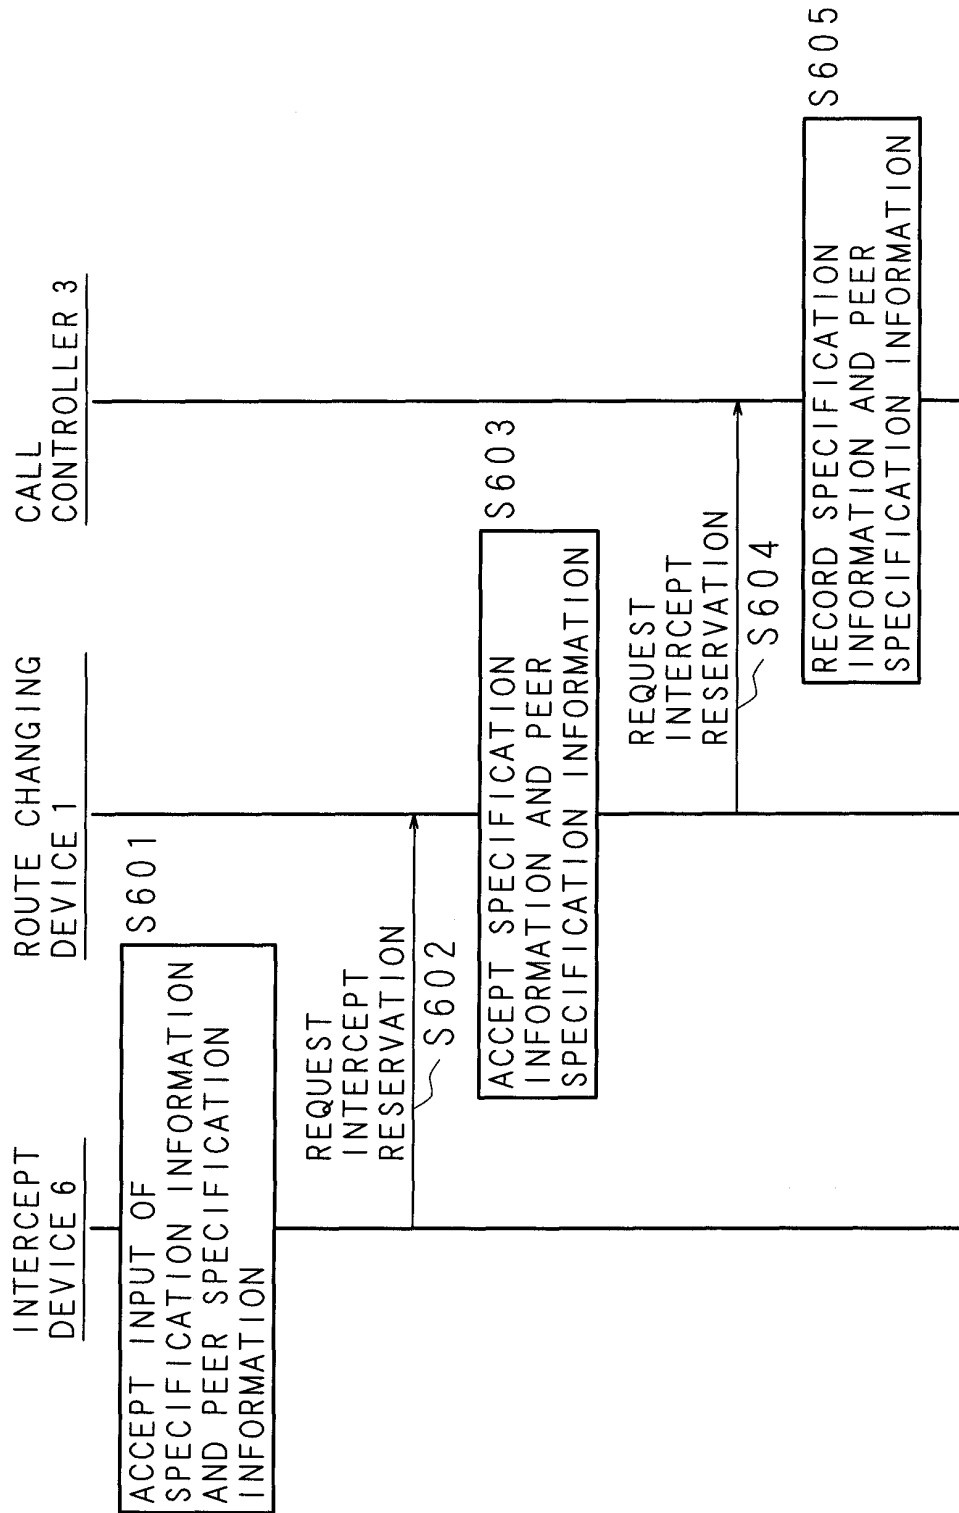 INTERCEPT
DEVICE 6
ROUTE CHANGING
DEVICE 1
CALL
CONTROLLER 3
ACCEPT INPUT OF
SPECIFICATION INFORMATION
AND PEER SPECIFICATION
INFORMATION
S601
REQUEST
INTERCEPT
RESERVATION
S602
ACCEPT SPECIFICATION
INFORMATION AND PEER
SPECIFICATION INFORMATION
S603
REQUEST
INTERCEPT
RESERVATION
S604
RECORD SPECIFICATION
INFORMATION AND PEER
SPECIFICATION INFORMATION
S605